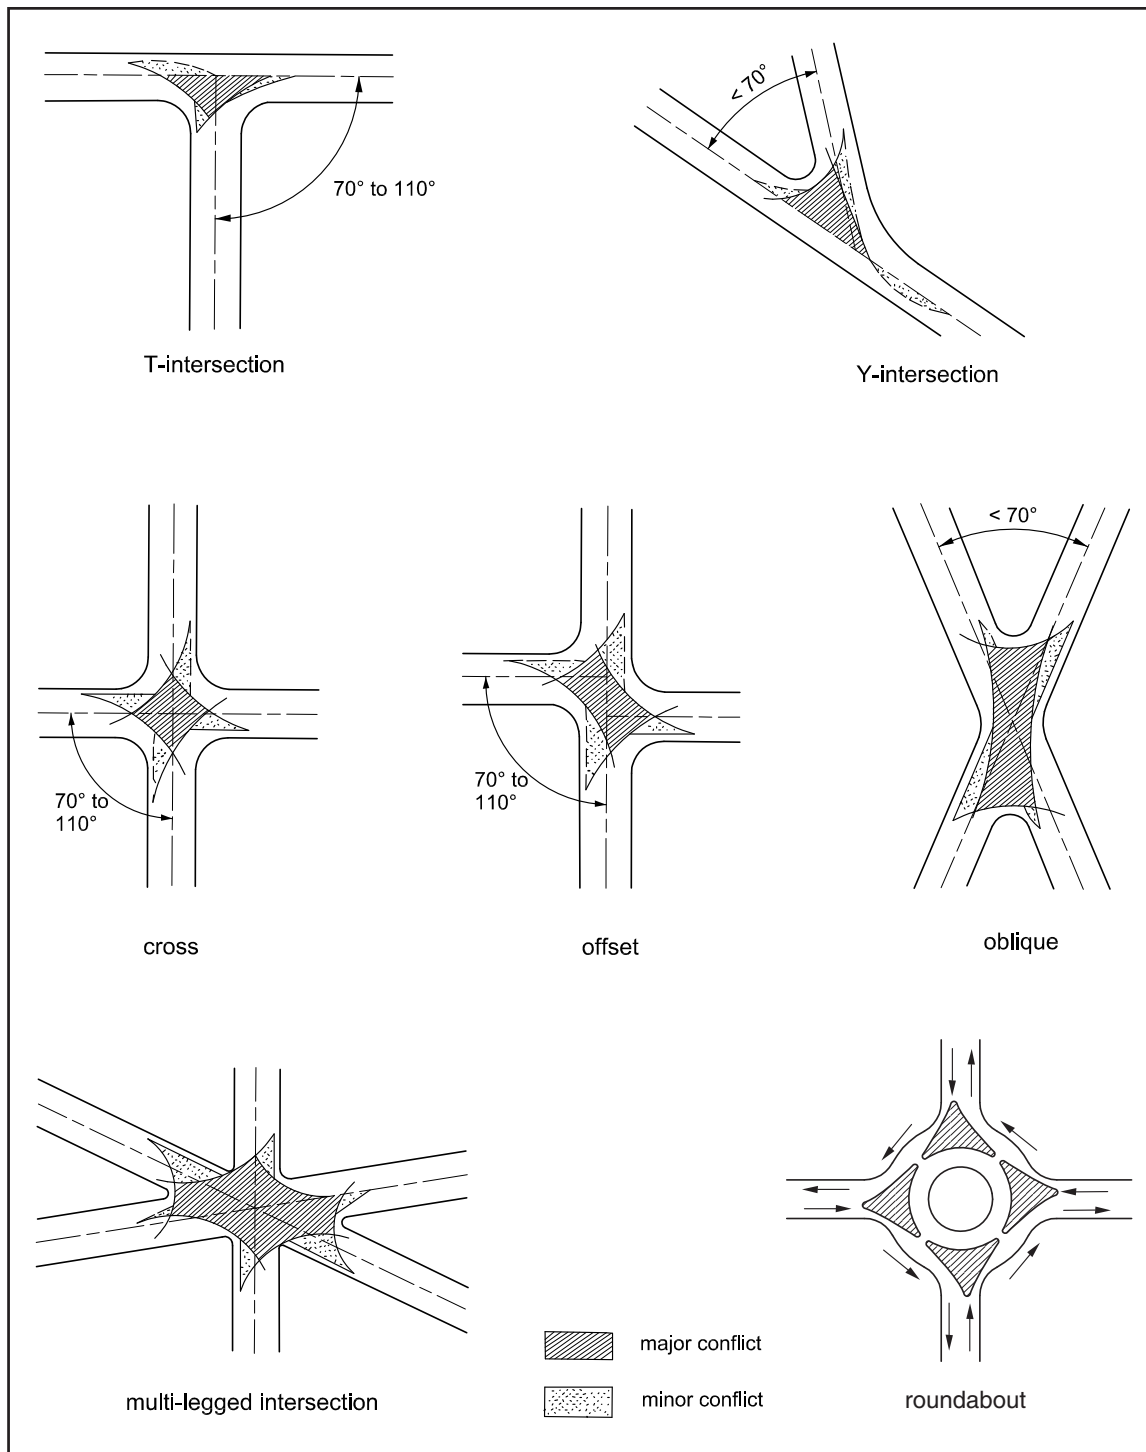 70° to 110°
T-intersection
< 70°
Y-intersection
70° to
110°
cross
70° to
110°
offset
< 70°
oblique
multi-legged intersection
major conflict
minor conflict
roundabout